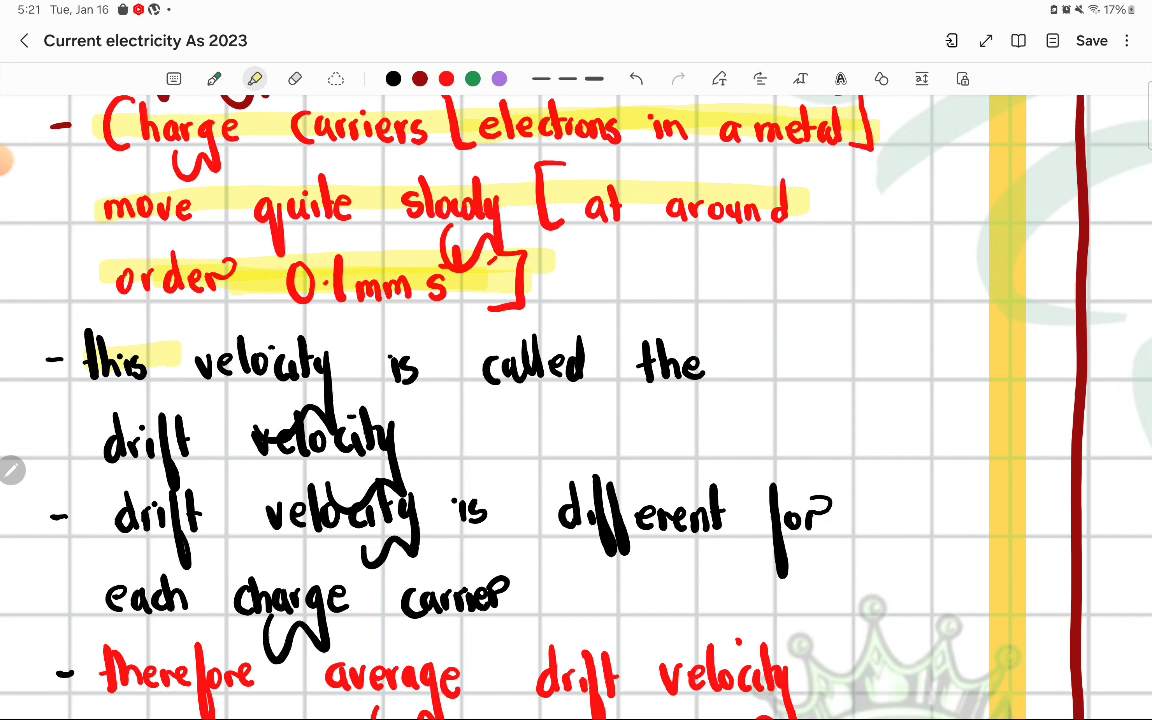 5:21 Tue, Jan 16
17%
Current electricity As 2023
Save
- Charge carriers [electrons in a metal]
move quite slowly [at around
order 0.1mm s ]
- this velocity is called the
drift velocity
- drift velocity is different for
each charge carrier
- therefore average drift velocity